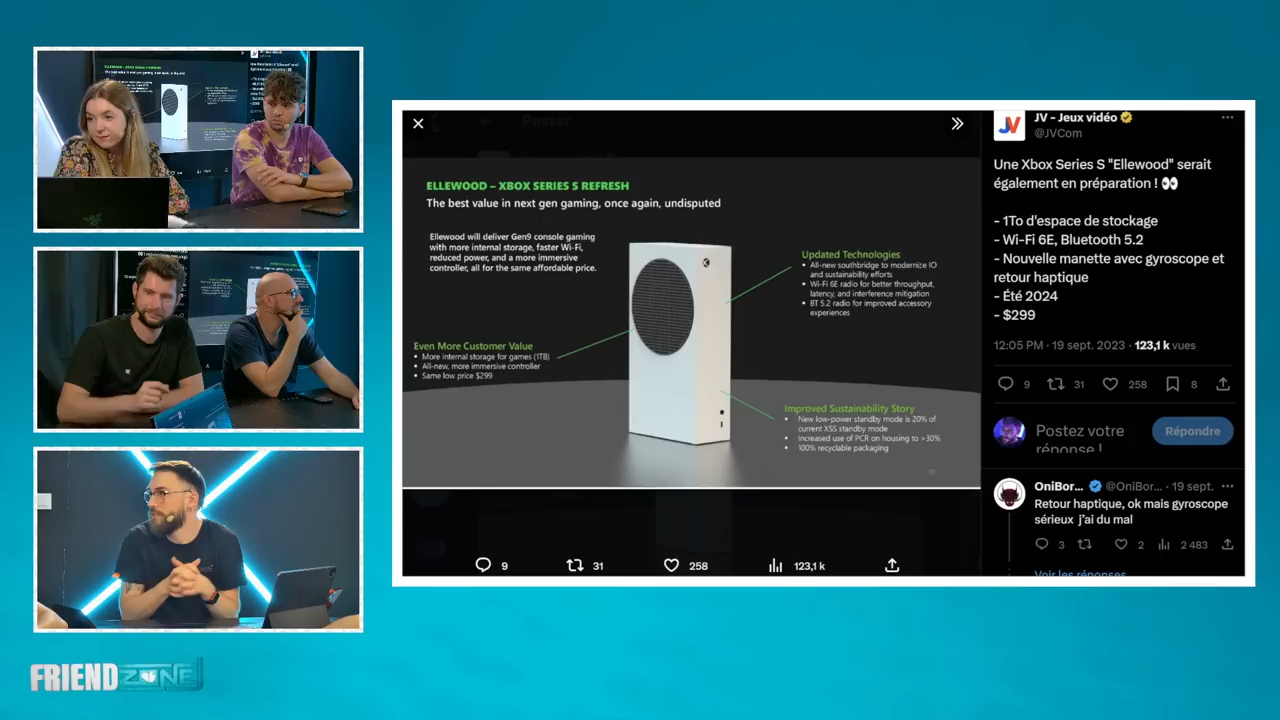 Poster
ELLEWOOD – XBOX SERIES S REFRESH
The best value in next gen gaming, once again, undisputed
Ellewood will deliver Gen9 console gaming
with more internal storage, faster Wi-Fi,
reduced power, and a more immersive
controller, all for the same affordable price.
Updated Technologies
• All-new southbridge to modernize IO
and sustainability efforts
• Wi-Fi 6E radio for better throughput,
latency, and interference mitigation
• BT 5.2 radio for improved accessory
experiences
Even More Customer Value
• More internal storage for games (1TB)
• All-new, more immersive controller
• Same low price $299
Improved Sustainability Story
• New low-power standby mode is 20% of
current XSS standby mode
• Increased use of PCR on housing to >30%
• 100% recyclable packaging
9 31 258 123,1 k
JV
JV - Jeux vidéo
@JVCom
Une Xbox Series S "Ellewood" serait
également en préparation ! 👀
- 1To d'espace de stockage
- Wi-Fi 6E, Bluetooth 5.2
- Nouvelle manette avec gyroscope et
retour haptique
- Été 2024
- $299
12:05 PM · 19 sept. 2023 · 123,1 k vues
9 31 258 8
Postez votre
réponse !
Répondre
OniBor... @OniBor... · 19 sept.
Retour haptique, ok mais gyroscope
sérieux j'ai du mal
3 2 2 483
Voir les réponses
FRIEND ZONE